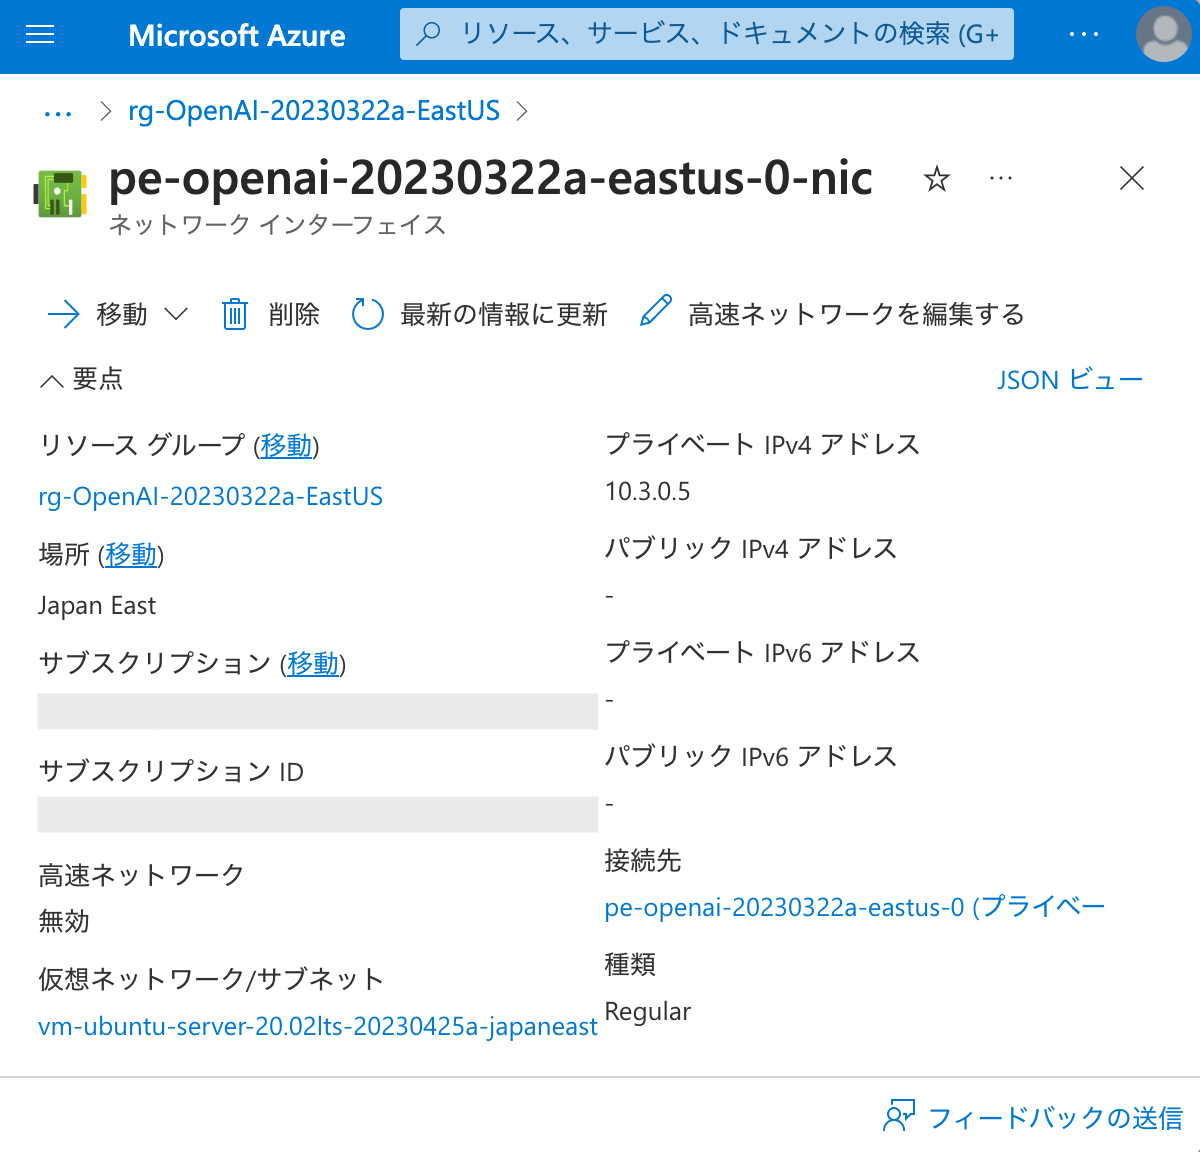 Microsoft Azure
リソース、サービス、ドキュメントの検索 (G+
... > rg-OpenAI-20230322a-EastUS >
pe-openai-20230322a-eastus-0-nic
ネットワーク インターフェイス
移動 削除 最新の情報に更新 高速ネットワークを編集する
要点
JSON ビュー
リソース グループ (移動)
rg-OpenAI-20230322a-EastUS
場所 (移動)
Japan East
サブスクリプション (移動)
サブスクリプション ID
高速ネットワーク
無効
仮想ネットワーク/サブネット
vm-ubuntu-server-20.02lts-20230425a-japaneast
プライベート IPv4 アドレス
10.3.0.5
パブリック IPv4 アドレス
-
プライベート IPv6 アドレス
-
パブリック IPv6 アドレス
-
接続先
pe-openai-20230322a-eastus-0 (プライベー
種類
Regular
フィードバックの送信